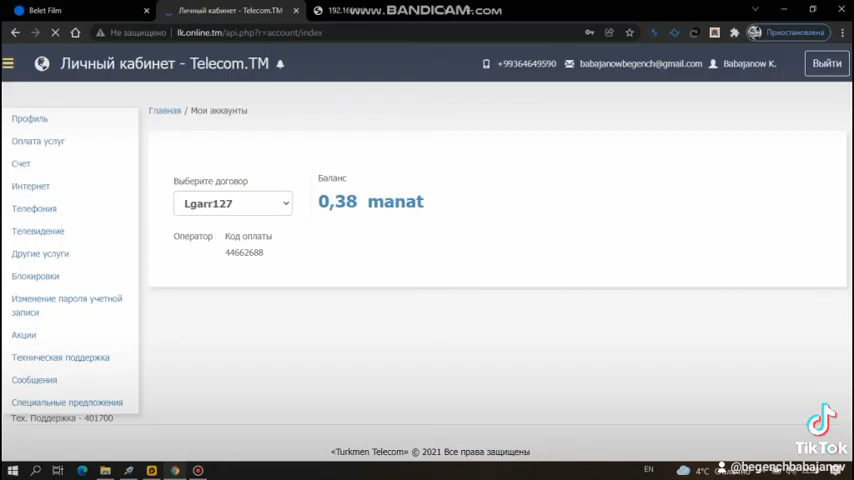 Belet Film
Личный кабинет - Telecom.TM
192.16
WWW.BANDICAM.COM
Не защищено
lk.online.tm/api.php?r=account/index
Приостановлена
Личный кабинет - Telecom.TM
+99364649590
babajanowbegench@gmail.com
Babajanow K.
Выйти
Главная / Мои аккаунты
Профиль
Оплата услуг
Счет
Интернет
Телефония
Телевидение
Другие услуги
Блокировки
Изменение пароля учетной
записи
Акции
Техническая поддержка
Сообщения
Специальные предложения
Тех. Поддержка - 401700
Выберите договор
Lgarr127
Баланс
0,38 manat
Оператор
Код оплаты
44662688
«Turkmen Telecom» © 2021 Все права защищены
TikTok
@begenchbabajanov
EN
4°C